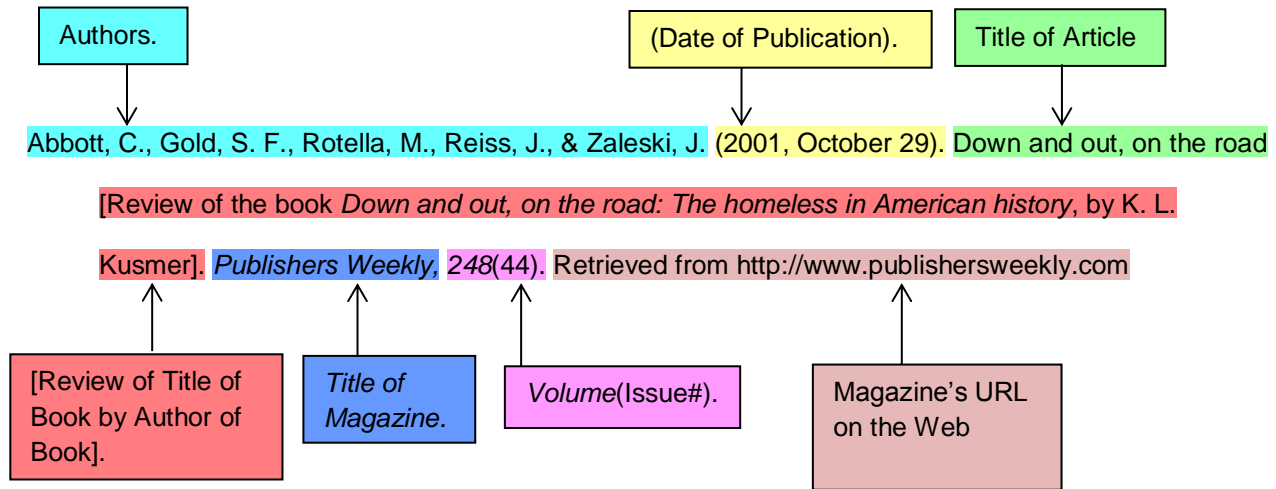 Authors.
(Date of Publication).
Title of Article
Abbott, C., Gold, S. F., Rotella, M., Reiss, J., & Zaleski, J. (2001, October 29). Down and out, on the road
[Review of the book Down and out, on the road: The homeless in American history, by K. L.
Kusmer]. Publishers Weekly, 248(44). Retrieved from http://www.publishersweekly.com
[Review of Title of
Book by Author of
Book].
Title of
Magazine.
Volume(Issue#).
Magazine’s URL
on the Web